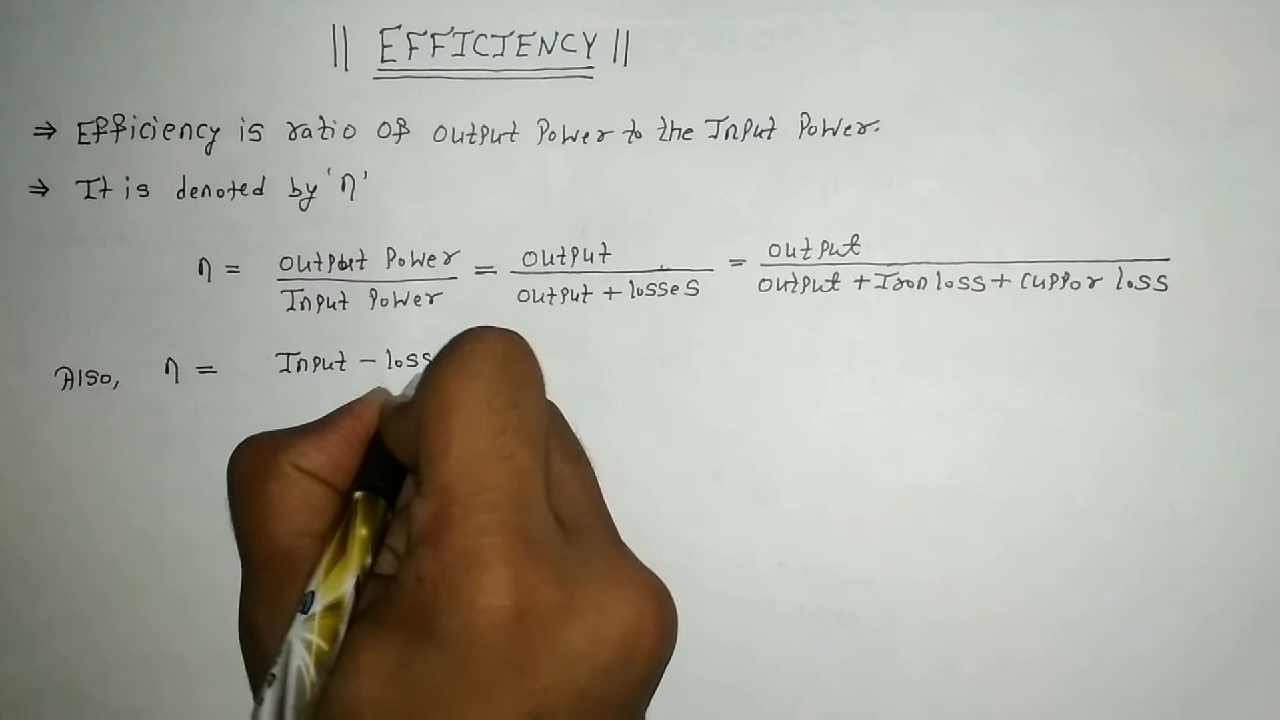 || EFFICIENCY ||
⇒ Efficiency is ratio of output Power to the Input Power.
⇒ It is denoted by 'η'
η = Output Power / Input Power = output / output + losses = output / output + Iron loss + Cuppor loss
Also, η = Input - loss